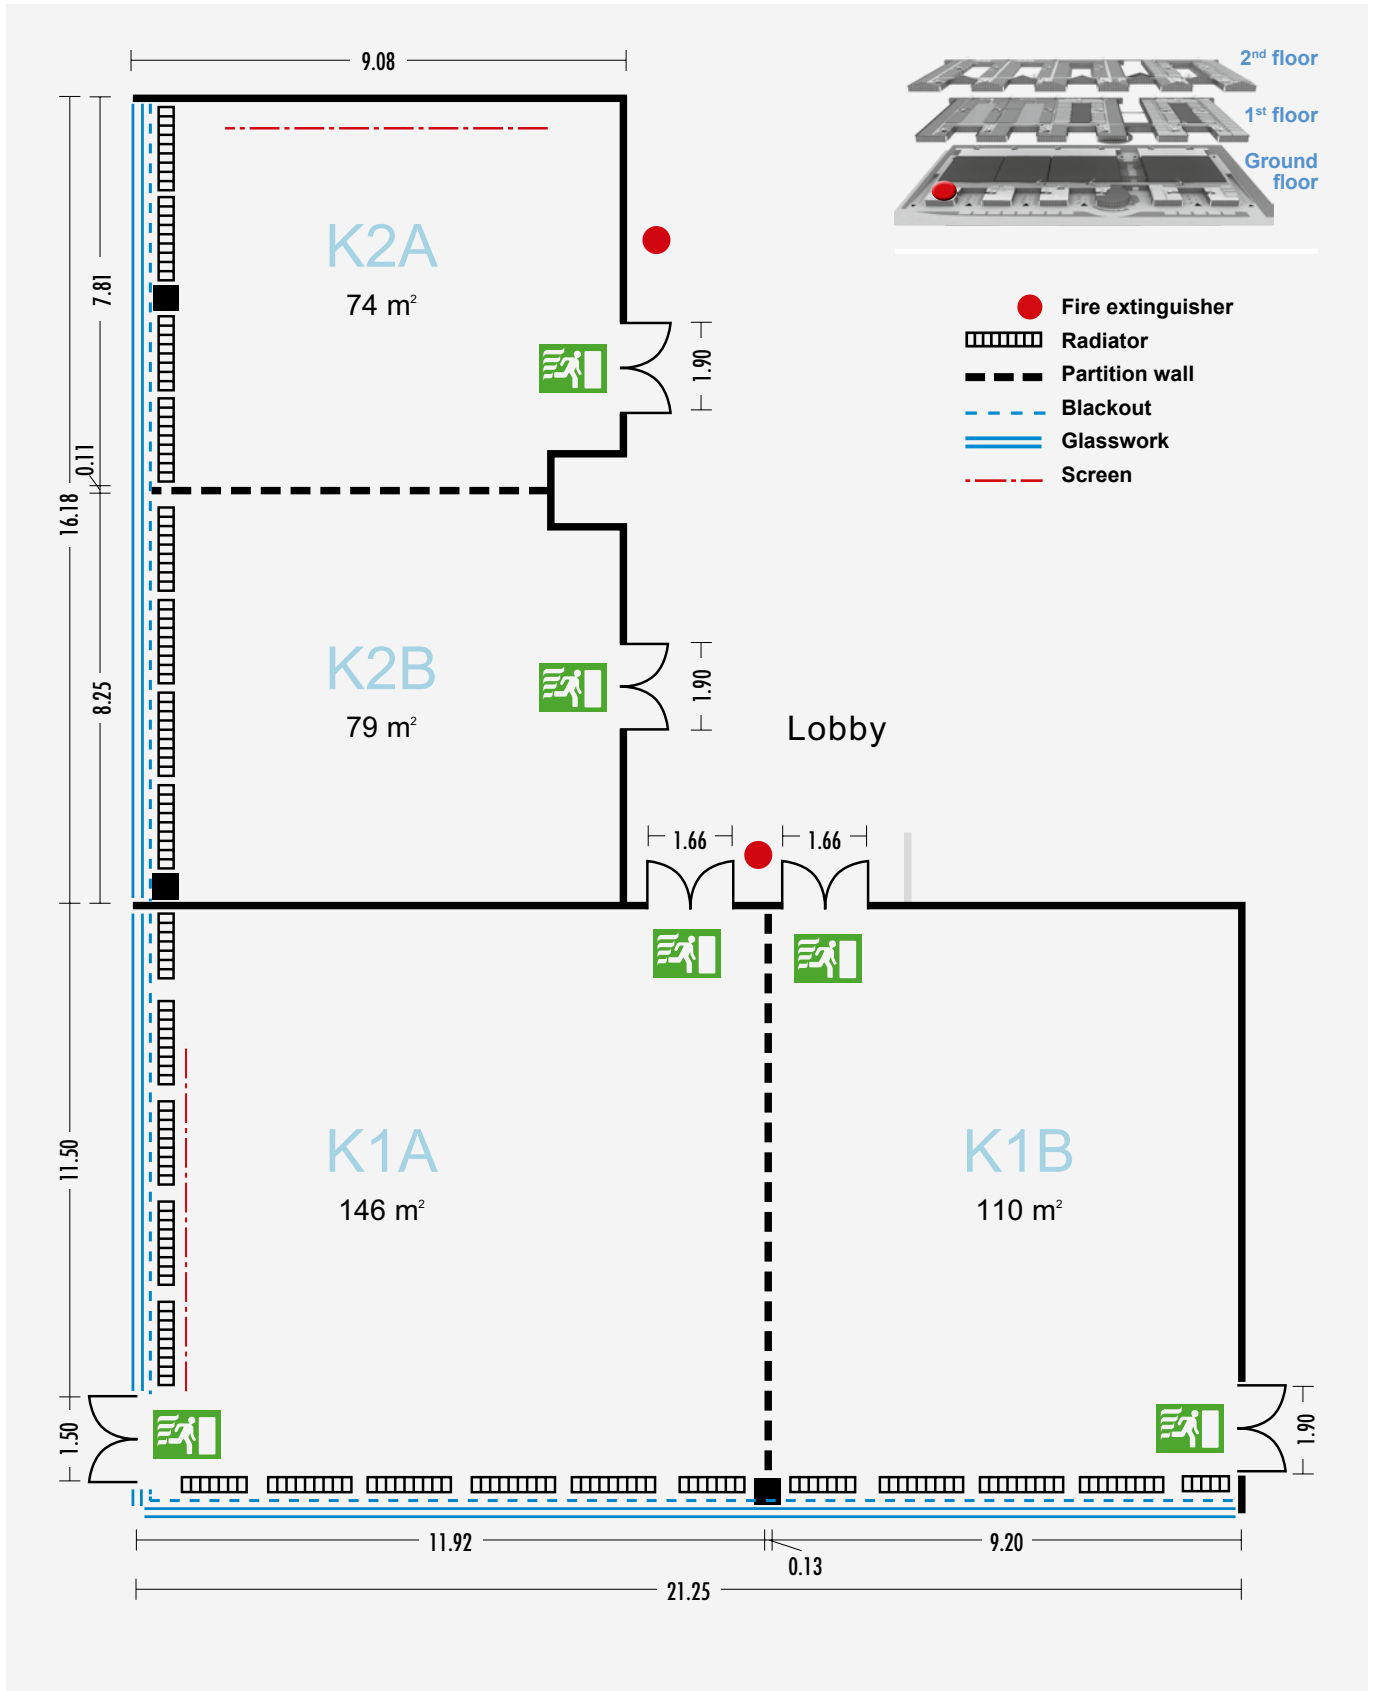 9.08
2nd floor
1st floor
Ground
floor
K2A
74 m²
7.81
0.11
16.18
8.25
1.90
Fire extinguisher
Radiator
Partition wall
Blackout
Glasswork
Screen
K2B
79 m²
1.90
Lobby
1.66
1.66
K1A
146 m²
K1B
110 m²
11.50
1.50
1.90
11.92
0.13
9.20
21.25